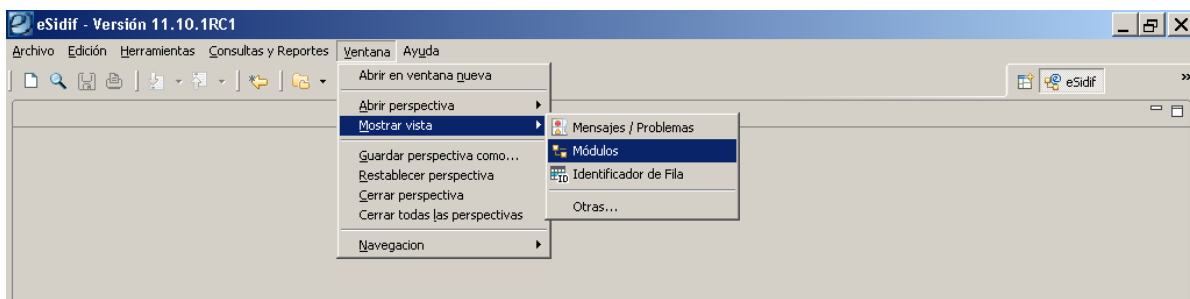 eSidif - Versión 11.10.1RC1
Archivo Edición Herramientas Consultas y Reportes Ventana Ayuda
eSidif
Abrir en ventana nueva
Abrir perspectiva
Mostrar vista
Guardar perspectiva como...
Restablecer perspectiva
Cerrar perspectiva
Cerrar todas las perspectivas
Navegacion
Mensajes / Problemas
Módulos
Identificador de Fila
Otras...